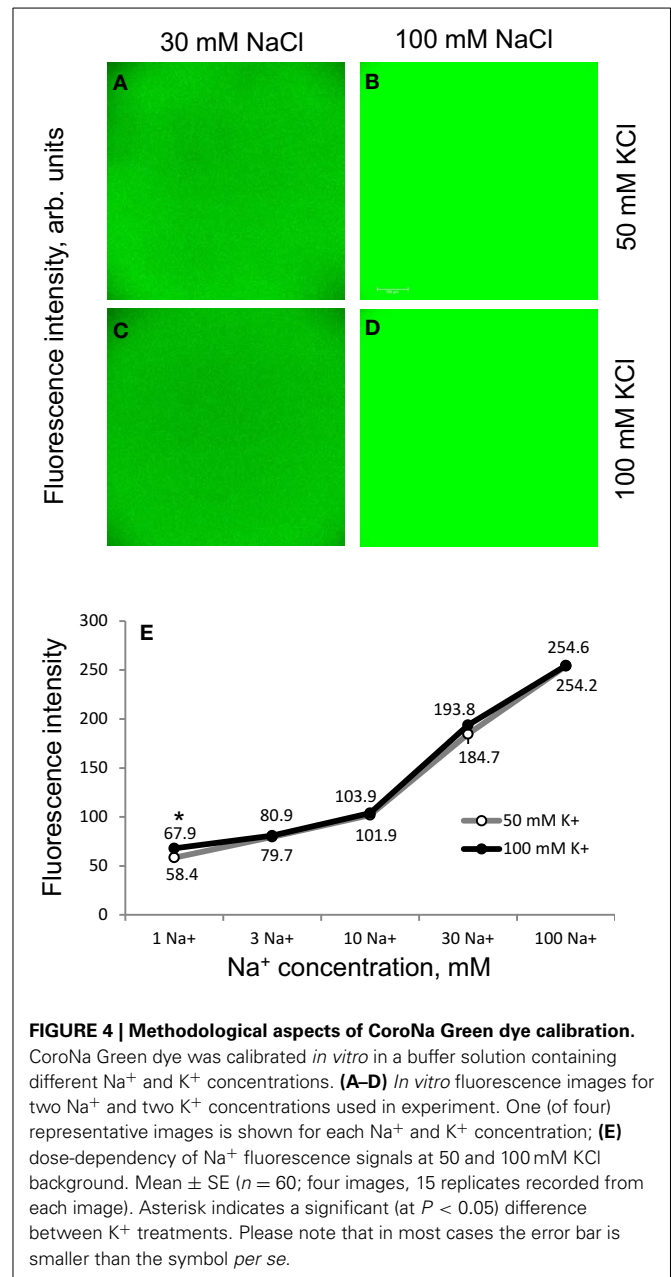 30 mM NaCl 100 mM NaCl
A
B
Fluorescence intensity, arb. units
50 mM KCl
C
D
100 mM KCl
300
250
200
150
100
50
0
E
Fluorescence intensity
*
67.9
58.4
80.9
79.7
103.9
101.9
193.8
184.7
254.6
254.2
50 mM K+
100 mM K+
1 Na+ 3 Na+ 10 Na+ 30 Na+ 100 Na+
Na⁺ concentration, mM
FIGURE 4 | Methodological aspects of CoroNa Green dye calibration.
CoroNa Green dye was calibrated in vitro in a buffer solution containing
different Na⁺ and K⁺ concentrations. (A–D) In vitro fluorescence images for
two Na⁺ and two K⁺ concentrations used in experiment. One (of four)
representative images is shown for each Na⁺ and K⁺ concentration; (E)
dose-dependency of Na⁺ fluorescence signals at 50 and 100 mM KCl
background. Mean ± SE (n = 60; four images, 15 replicates recorded from
each image). Asterisk indicates a significant (at P < 0.05) difference
between K⁺ treatments. Please note that in most cases the error bar is
smaller than the symbol per se.